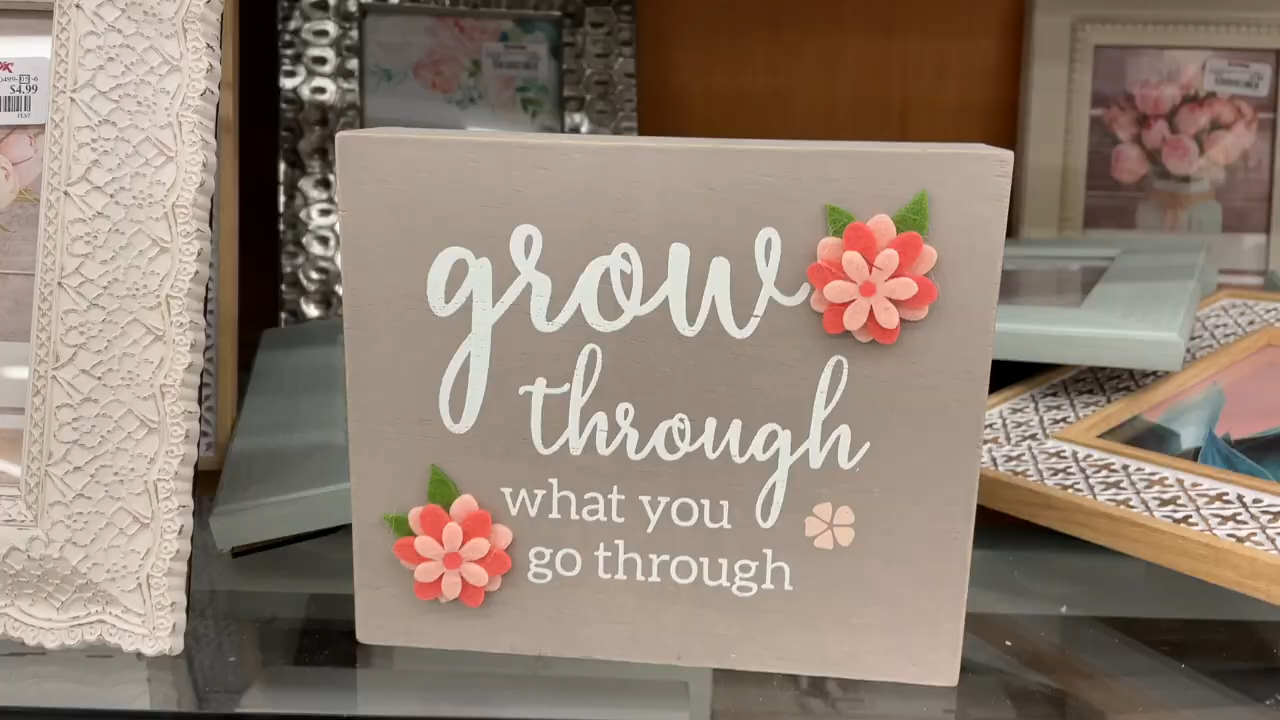 $4.99
grow
through
what you
go through